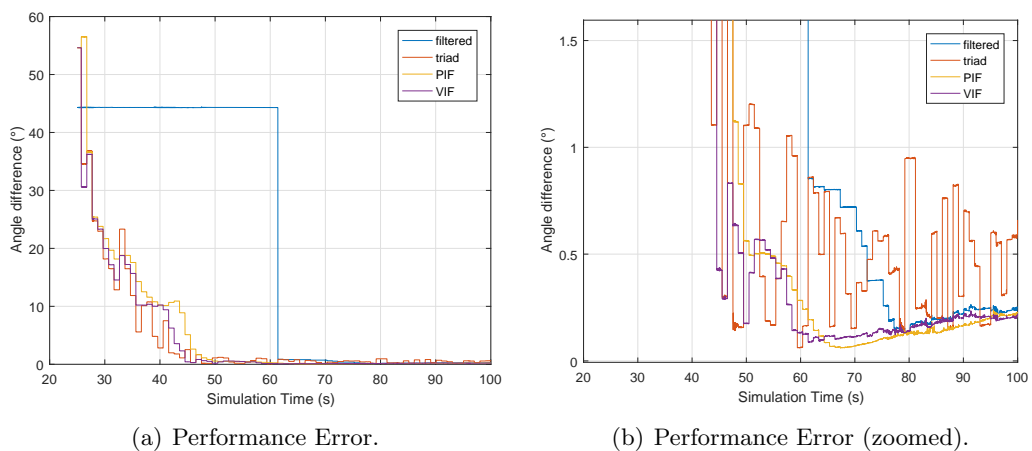 60
50
40
30
20
10
0
Angle difference (°)
20 30 40 50 60 70 80 90 100
Simulation Time (s)
filtered
triad
PIF
VIF
(a) Performance Error.
1.5
1
0.5
0
Angle difference (°)
20 30 40 50 60 70 80 90 100
Simulation Time (s)
filtered
triad
PIF
VIF
(b) Performance Error (zoomed).